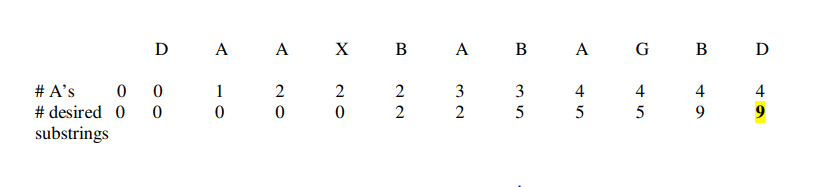 D A A X B A B A G B D
# A's 0 0 1 2 2 2 3 3 4 4 4 4
# desired 0 0 0 0 0 2 2 5 5 5 9 9
substrings